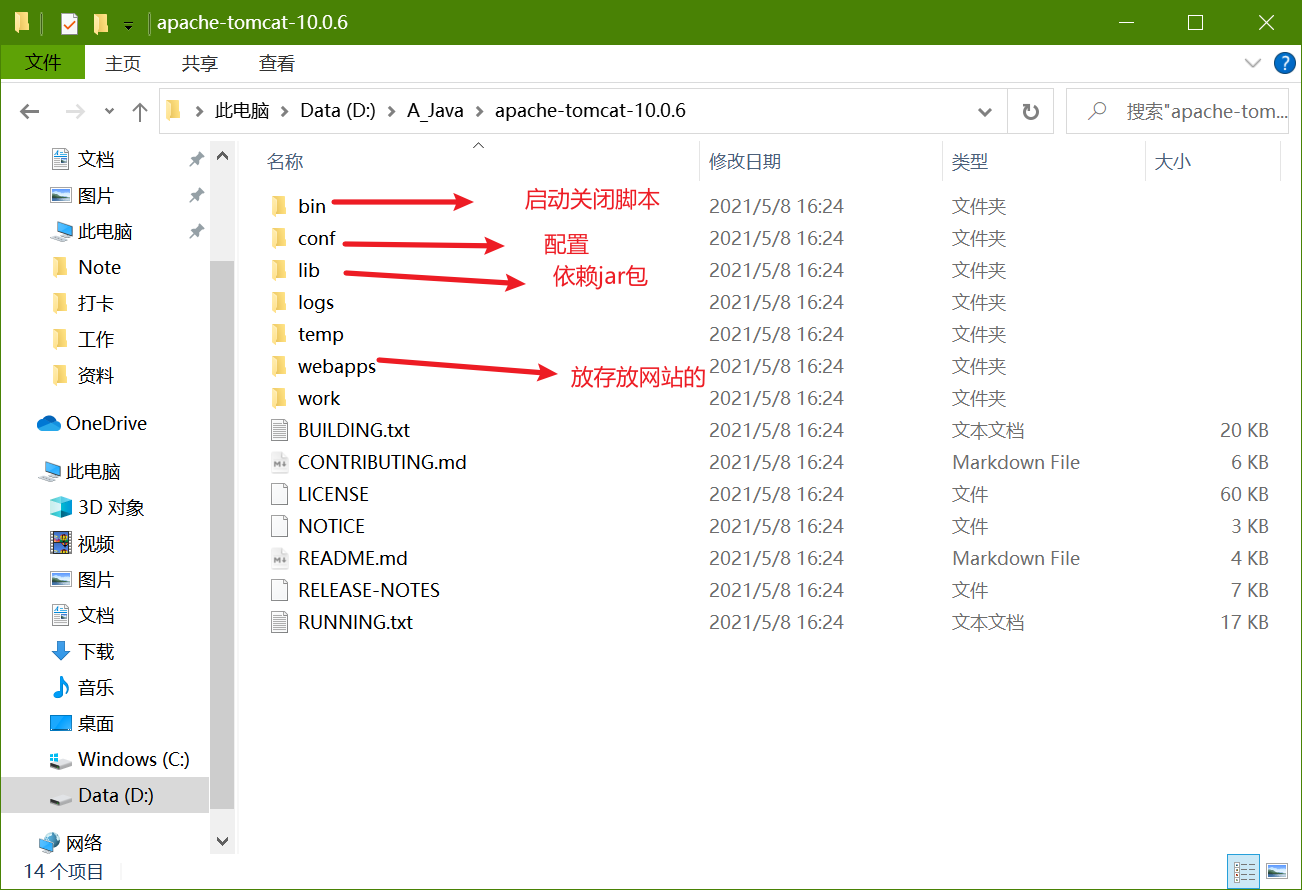 apache-tomcat-10.0.6
文件 主页 共享 查看
此电脑 Data (D:) A_Java apache-tomcat-10.0.6 搜索"apache-tom...
名称 修改日期 类型 大小
文档
图片
此电脑
Note
打卡
工作
资料
OneDrive
此电脑
3D 对象
视频
图片
文档
下载
音乐
桌面
Windows (C:)
Data (D:)
网络
bin 启动关闭脚本 2021/5/8 16:24 文件夹
conf 配置 2021/5/8 16:24 文件夹
lib 依赖jar包 2021/5/8 16:24 文件夹
logs 2021/5/8 16:24 文件夹
temp 2021/5/8 16:24 文件夹
webapps 放存放网站的 2021/5/8 16:24 文件夹
work 2021/5/8 16:24 文件夹
BUILDING.txt 2021/5/8 16:24 文本文档 20 KB
CONTRIBUTING.md 2021/5/8 16:24 Markdown File 6 KB
LICENSE 2021/5/8 16:24 文件 60 KB
NOTICE 2021/5/8 16:24 文件 3 KB
README.md 2021/5/8 16:24 Markdown File 4 KB
RELEASE-NOTES 2021/5/8 16:24 文件 7 KB
RUNNING.txt 2021/5/8 16:24 文本文档 17 KB
14 个项目